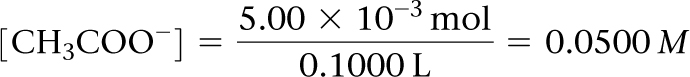 [CH₃COO⁻] = 5.00 × 10⁻³ mol / 0.1000 L = 0.0500 M